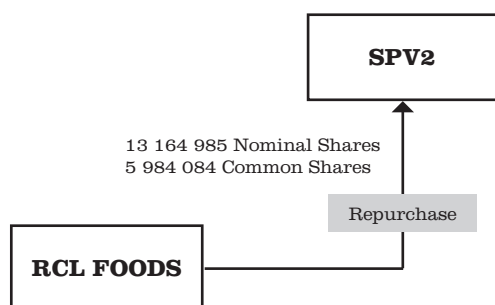 SPV2
13 164 985 Nominal Shares
5 984 084 Common Shares
Repurchase
RCL FOODS